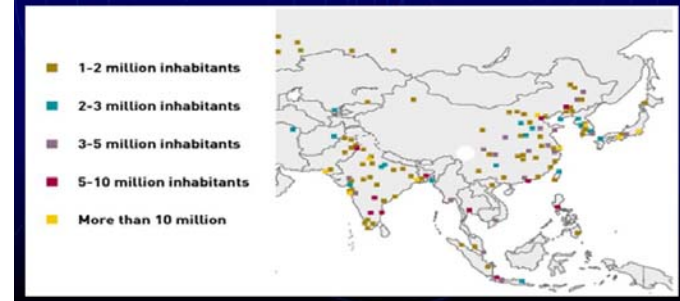 1–2 million inhabitants
2–3 million inhabitants
3–5 million inhabitants
5–10 million inhabitants
More than 10 million